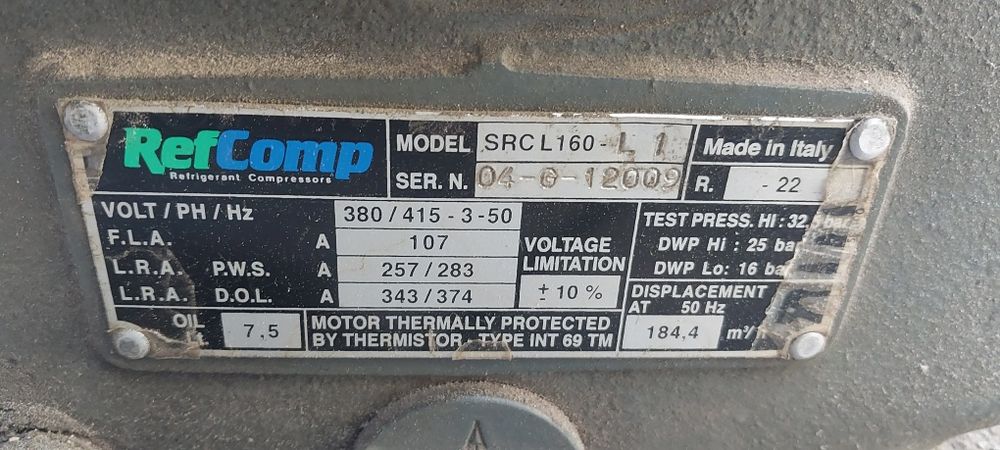 RefComp
Refrigerant Compressors
MODEL SRC L160-L 1
SER. N. 04-G-12009
Made in Italy
R. -22
VOLT / PH / Hz 380 / 415 - 3 - 50
F.L.A. A 107
L.R.A. P.W.S. A 257 / 283
L.R.A. D.O.L. A 343 / 374
VOLTAGE
LIMITATION
± 10 %
TEST PRESS. HI : 32,
DWP Hi : 25 bar
DWP Lo: 16 bar
DISPLACEMENT
AT 50 Hz
184,4 m³/
OIL 7,5
MOTOR THERMALLY PROTECTED
BY THERMISTOR - TYPE INT 69 TM